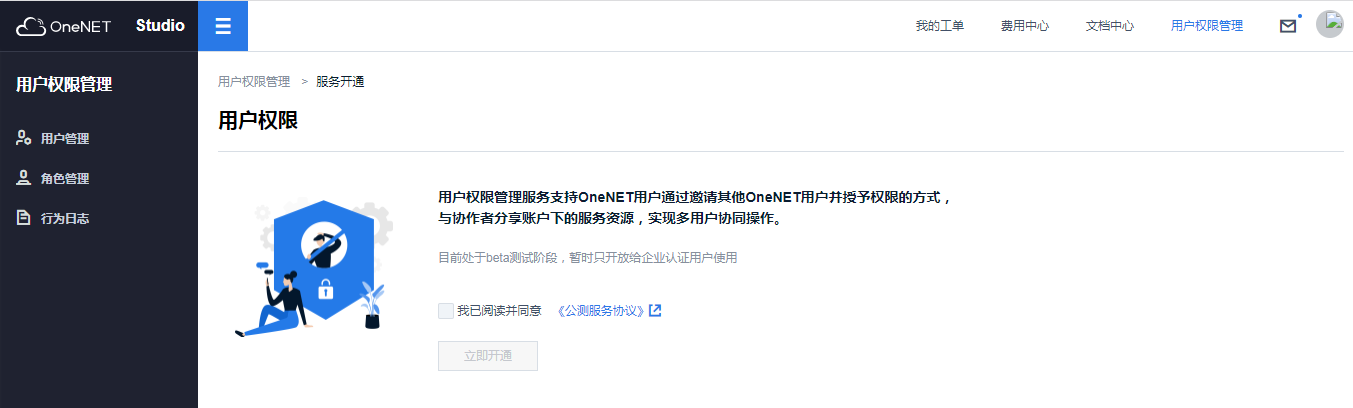 OneNET Studio
我的工单 费用中心 文档中心 用户权限管理
用户权限管理
用户管理
角色管理
行为日志
用户权限管理 > 服务开通
用户权限
用户权限管理服务支持OneNET用户通过邀请其他OneNET用户并授予权限的方式，
与协作者分享账户下的服务资源，实现多用户协同操作。
目前处于beta测试阶段，暂时只开放给企业认证用户使用
我已阅读并同意 《公测服务协议》
立即开通